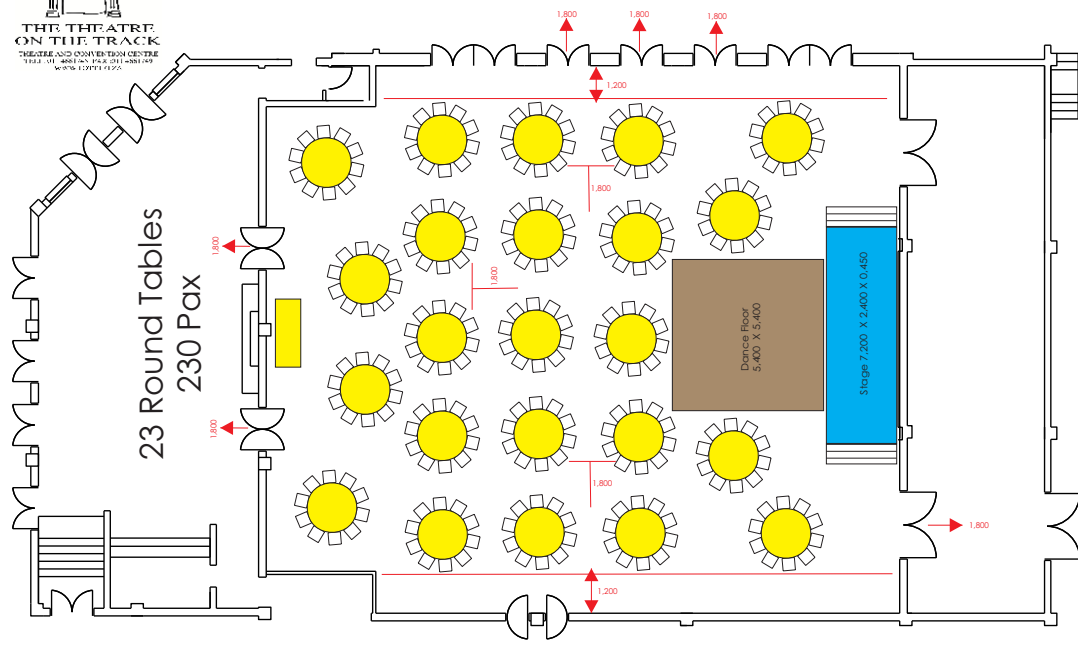 THE THEATRE
ON THE TRACK
THEATRE AND CONVENTION CENTRE
23 Round Tables
230 Pax
1,800
1,800
1,800
1,200
1,800
1,800
1,800
1,800
1,800
1,200
1,800
Dance Floor
5,400 X 5,400
Stage 7,200 X 2,400 X 0,450